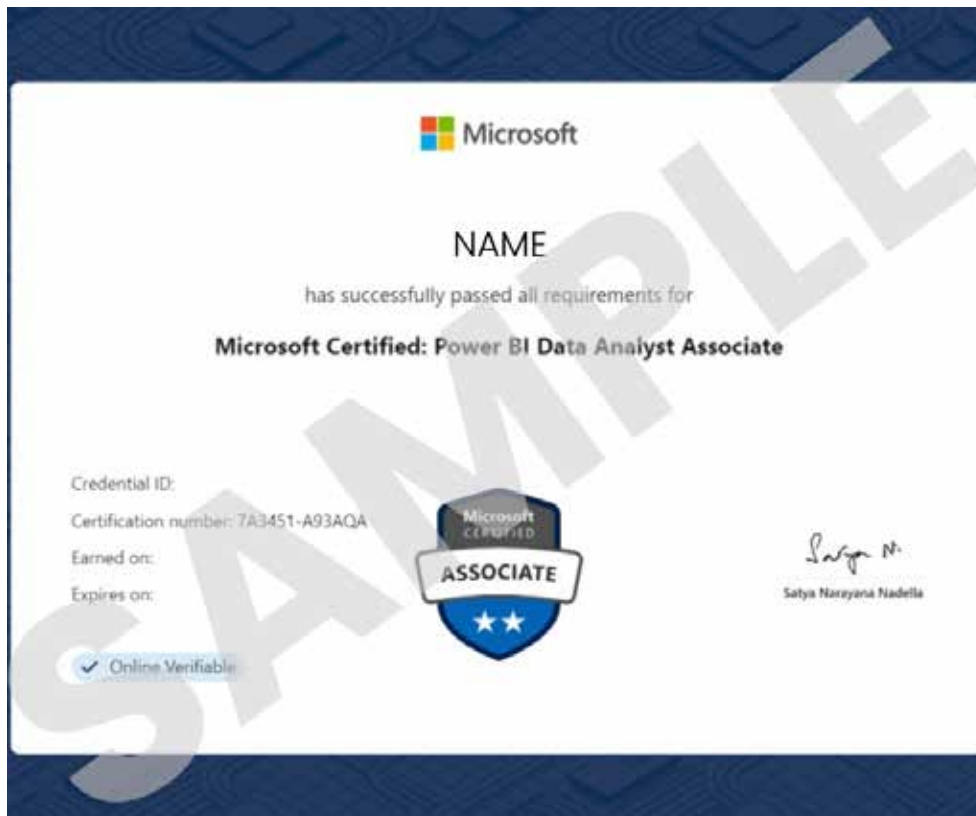 Microsoft
NAME
has successfully passed all requirements for
Microsoft Certified: Power BI Data Analyst Associate
Credential ID:
Certification number: 7A3451-A93AQA
Earned on:
Expires on:
Online Verifiable
Microsoft
CERTIFIED
ASSOCIATE
Satya N.
Satya Narayana Nadella
SAMPLE